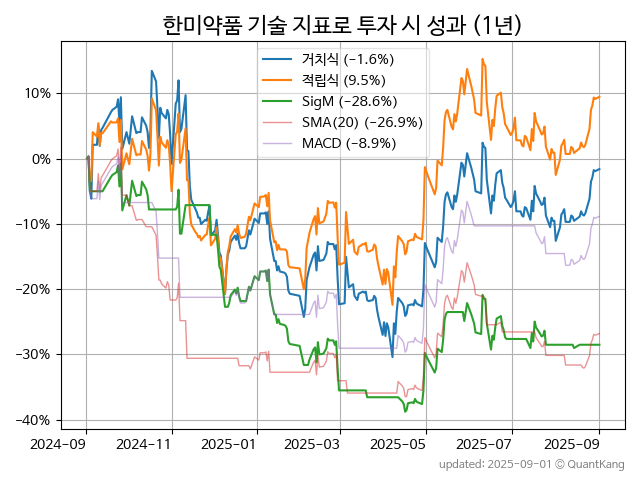 한미약품 기술 지표로 투자 시 성과 (1년)
거치식 (−1.6%)
적립식 (9.5%)
SigM (−28.6%)
SMA(20) (−26.9%)
MACD (−8.9%)
10%
0%
−10%
−20%
−30%
−40%
2024-09 2024-11 2025-01 2025-03 2025-05 2025-07 2025-09
updated: 2025-09-01 © QuantKang